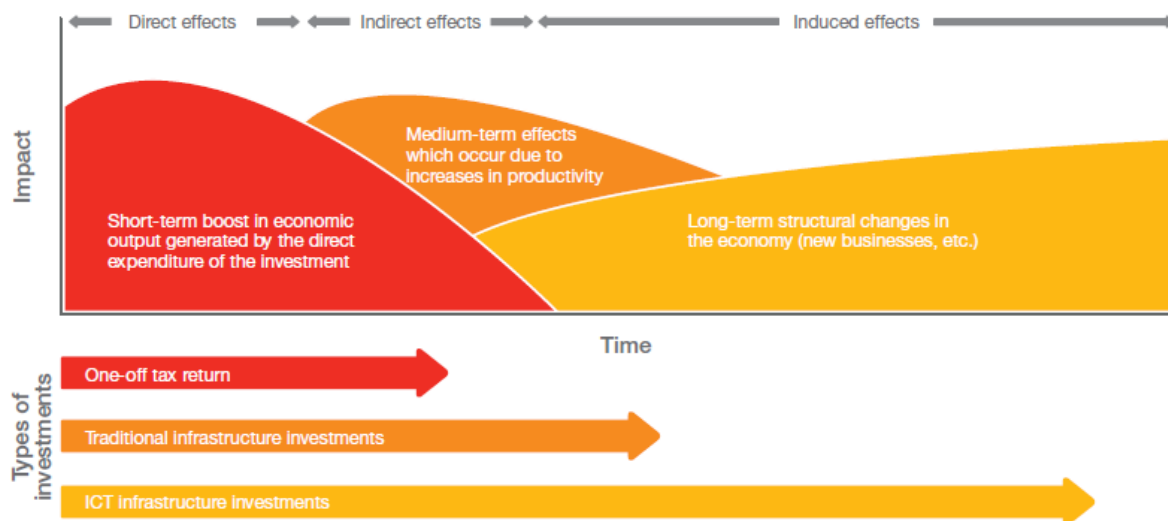 Direct effects
Indirect effects
Induced effects
Impact
Medium-term effects
which occur due to
increases in productivity
Short-term boost in economic
output generated by the direct
expenditure of the investment
Long-term structural changes in
the economy (new businesses, etc.)
Time
Types of
investments
One-off tax return
Traditional infrastructure investments
ICT infrastructure investments